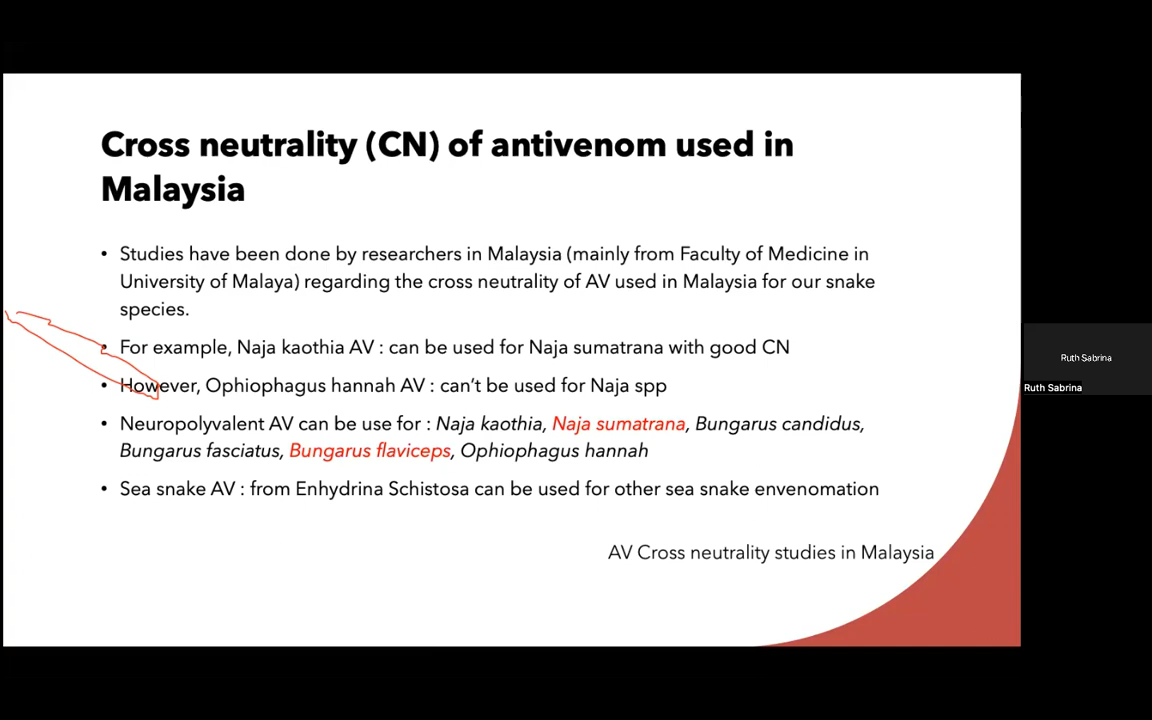 Cross neutrality (CN) of antivenom used in
Malaysia
• Studies have been done by researchers in Malaysia (mainly from Faculty of Medicine in
University of Malaya) regarding the cross neutrality of AV used in Malaysia for our snake
species.
• For example, Naja kaothia AV : can be used for Naja sumatrana with good CN
• However, Ophiophagus hannah AV : can't be used for Naja spp
• Neuropolyvalent AV can be use for : Naja kaothia, Naja sumatrana, Bungarus candidus,
Bungarus fasciatus, Bungarus flaviceps, Ophiophagus hannah
• Sea snake AV : from Enhydrina Schistosa can be used for other sea snake envenomation
AV Cross neutrality studies in Malaysia
Ruth Sabrina
Ruth Sabrina